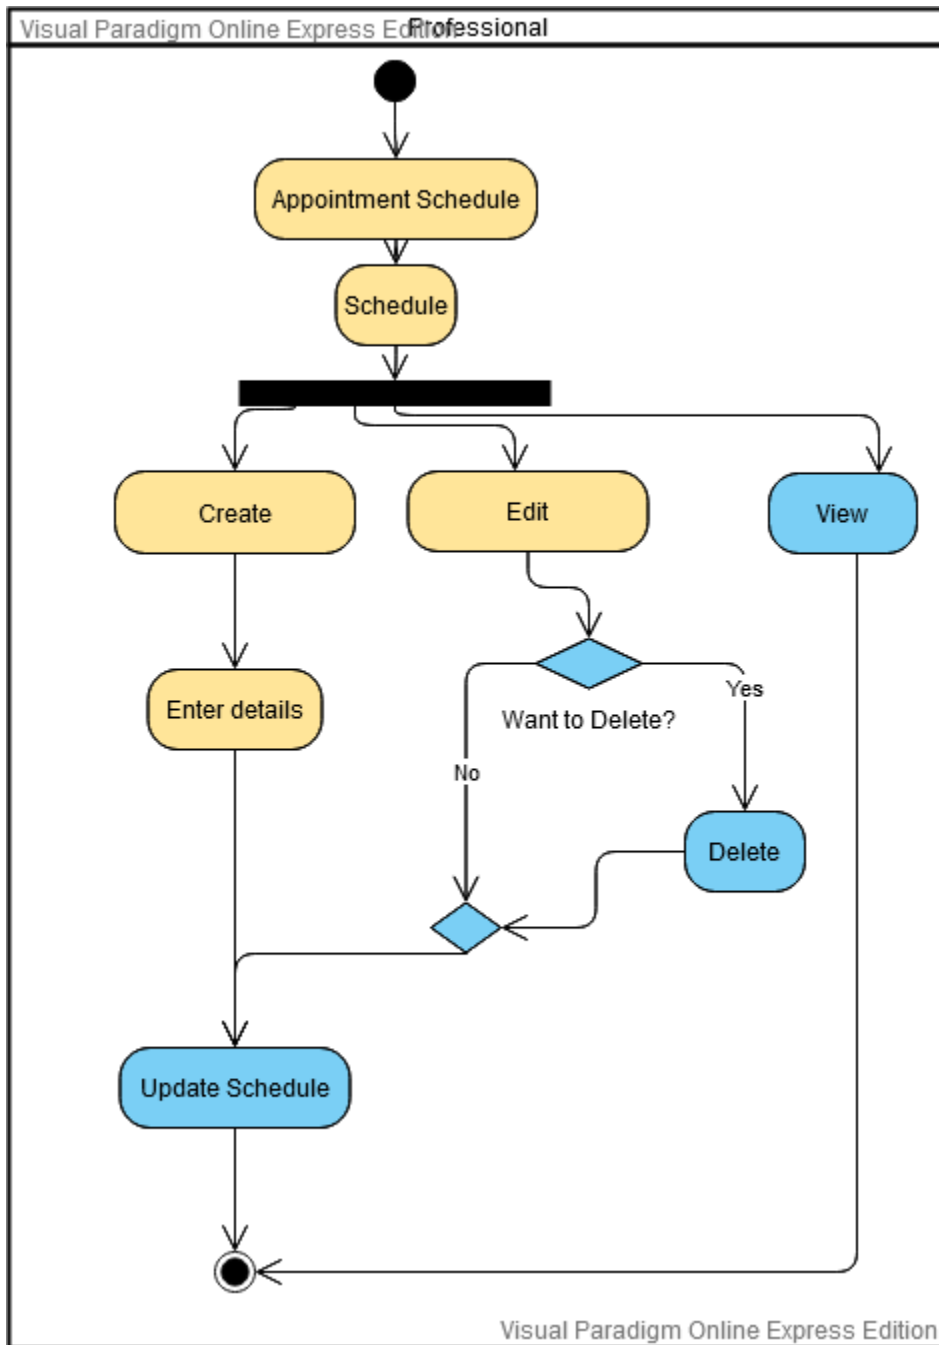 Visual Paradigm Online Express Edition
Professional
Appointment Schedule
Schedule
Create
Edit
View
Enter details
Want to Delete?
Yes
No
Delete
Update Schedule
Visual Paradigm Online Express Edition